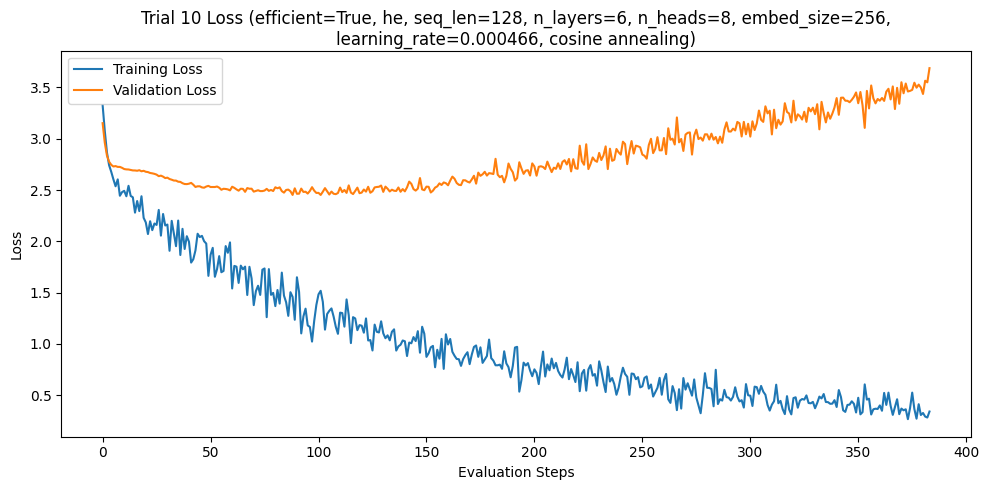 Trial 10 Loss (efficient=True, he, seq_len=128, n_layers=6, n_heads=8, embed_size=256,
learning_rate=0.000466, cosine annealing)
Training Loss
Validation Loss
3.5
3.0
2.5
2.0
1.5
1.0
0.5
Loss
0 50 100 150 200 250 300 350 400
Evaluation Steps